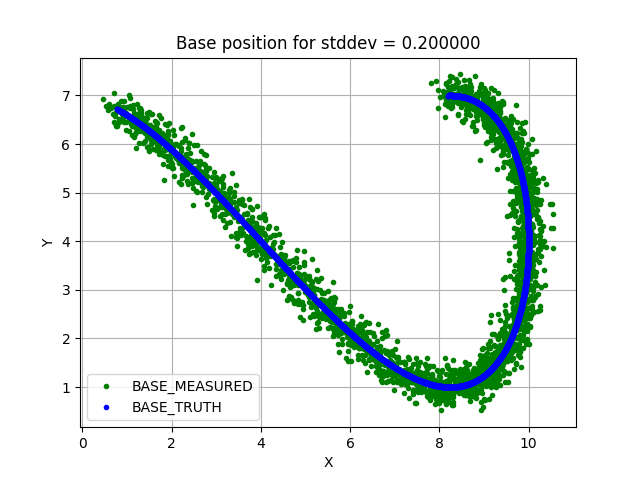 Base position for stddev = 0.200000
Y
7
6
5
4
3
2
1
BASE_MEASURED
BASE_TRUTH
0 2 4 6 8 10
X